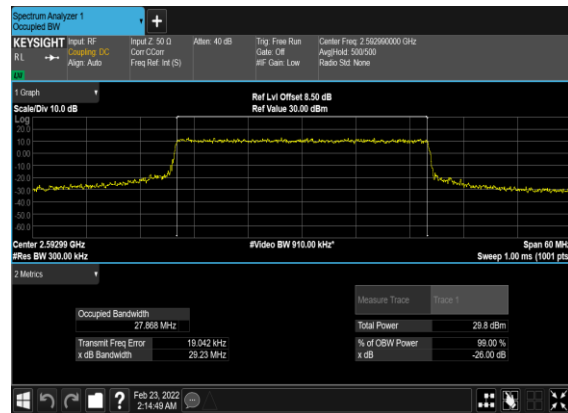 Spectrum Analyzer 1
Occupied BW
KEYSIGHT
RL
LW
Input: RF
Coupling: DC
Align: Auto
Input Z: 50 Ω
Corr CCorr
Freq Ref: Int (S)
Atten: 40 dB
Trig: Free Run
Gate: Off
#IF Gain: Low
Center Freq: 2.592990000 GHz
Avg|Hold: 500/500
Radio Std: None
1 Graph
Scale/Div 10.0 dB
Ref Lvl Offset 8.50 dB
Ref Value 30.00 dBm
Log
20.0
10.0
0.00
-10.0
-20.0
-30.0
-40.0
-50.0
-60.0
Center 2.59299 GHz
#Res BW 300.00 kHz
#Video BW 910.00 kHz*
Span 60 MHz
Sweep 1.00 ms (1001 pts)
2 Metrics
Occupied Bandwidth
27.868 MHz
Transmit Freq Error 19.042 kHz
x dB Bandwidth 29.23 MHz
Measure Trace Trace 1
Total Power 29.8 dBm
% of OBW Power 99.00 %
x dB -26.00 dB
?
Feb 23, 2022
2:14:49 AM